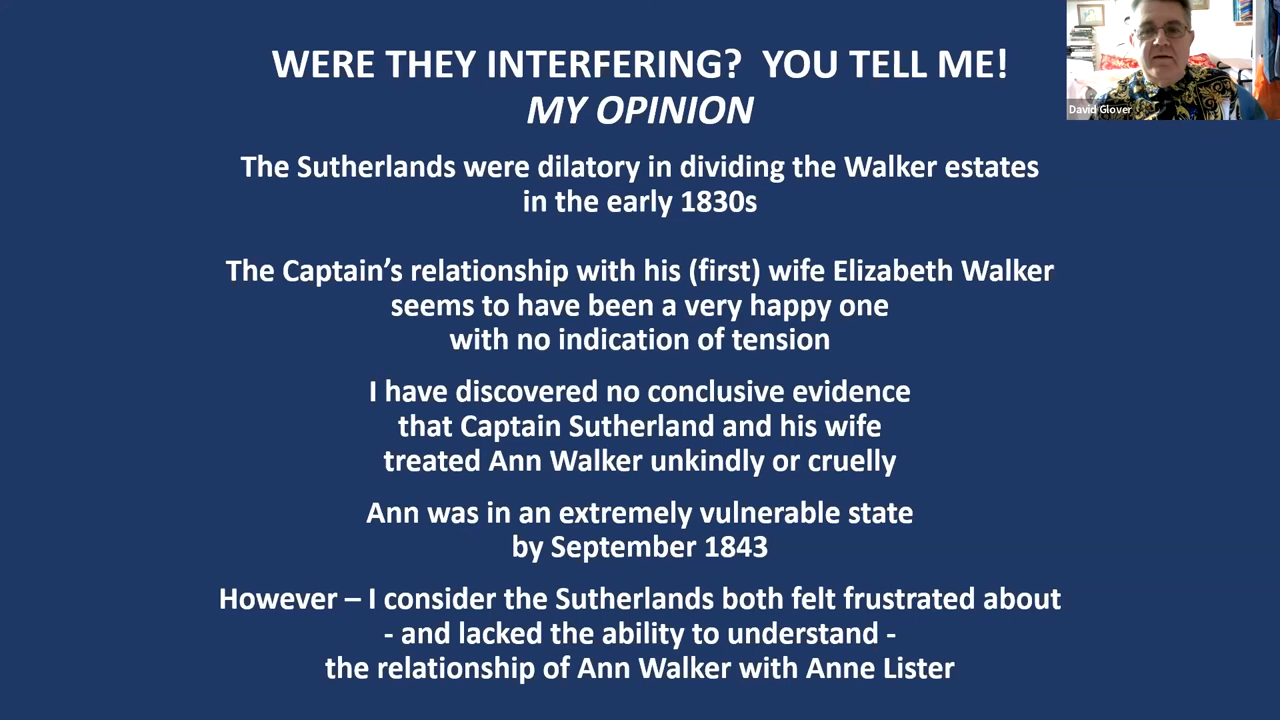 WERE THEY INTERFERING? YOU TELL ME!
MY OPINION
The Sutherlands were dilatory in dividing the Walker estates
in the early 1830s
The Captain's relationship with his (first) wife Elizabeth Walker
seems to have been a very happy one
with no indication of tension
I have discovered no conclusive evidence
that Captain Sutherland and his wife
treated Ann Walker unkindly or cruelly
Ann was in an extremely vulnerable state
by September 1843
However – I consider the Sutherlands both felt frustrated about
- and lacked the ability to understand -
the relationship of Ann Walker with Anne Lister
David Glover